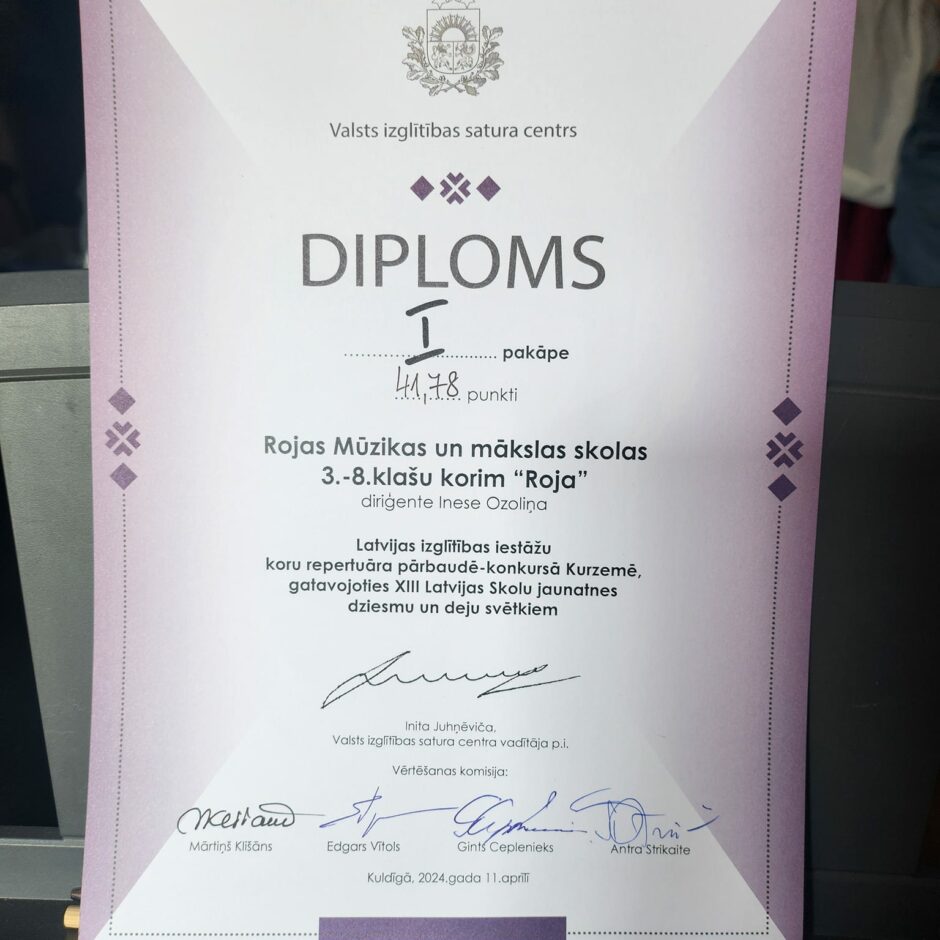 Valsts izglītības satura centrs
DIPLOMS
I pakāpe
41,78 punkti
Rojas Mūzikas un mākslas skolas
3.-8.klašu korim “Roja”
diriģente Inese Ozoliņa
Latvijas izglītības iestāžu
koru repertuāra pārbaudē-konkursā Kurzemē,
gatavojoties XIII Latvijas Skolu jaunatnes
dziesmu un deju svētkiem
Inita Juhņēviča,
Valsts izglītības satura centra vadītāja p.i.
Vērtēšanas komisija:
Mārtiņš Klišāns Edgars Vītols Gints Ceplenieks Antra Strikaite
Kuldīgā, 2024.gada 11.aprīlī